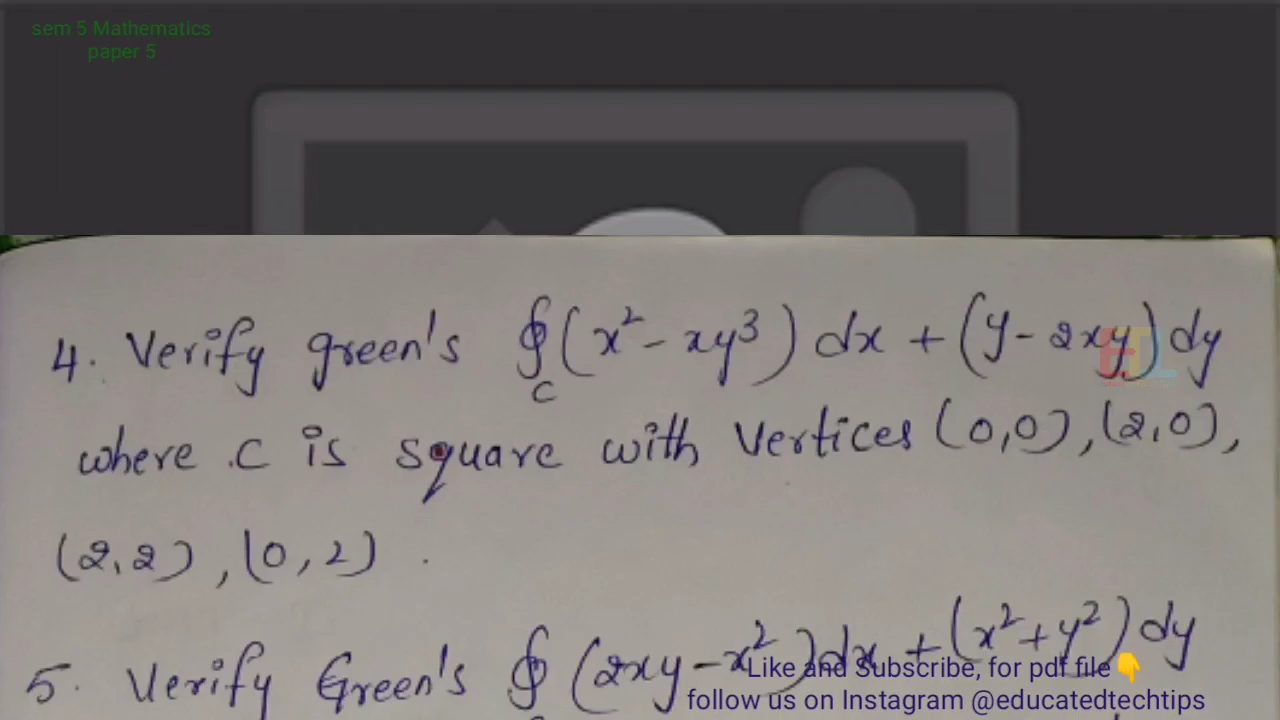 sem 5 Mathematics
paper 5
4. Verify green's ∮_C (x² - xy³) dx + (y - 2xy) dy
where C is square with Vertices (0,0), (2,0),
(2,2), (0,2).
5. Verify Green's ∮ (2xy - x²) dx + (x² + y²) dy
Like and Subscribe, for pdf file👇
follow us on Instagram @educatedtechtips